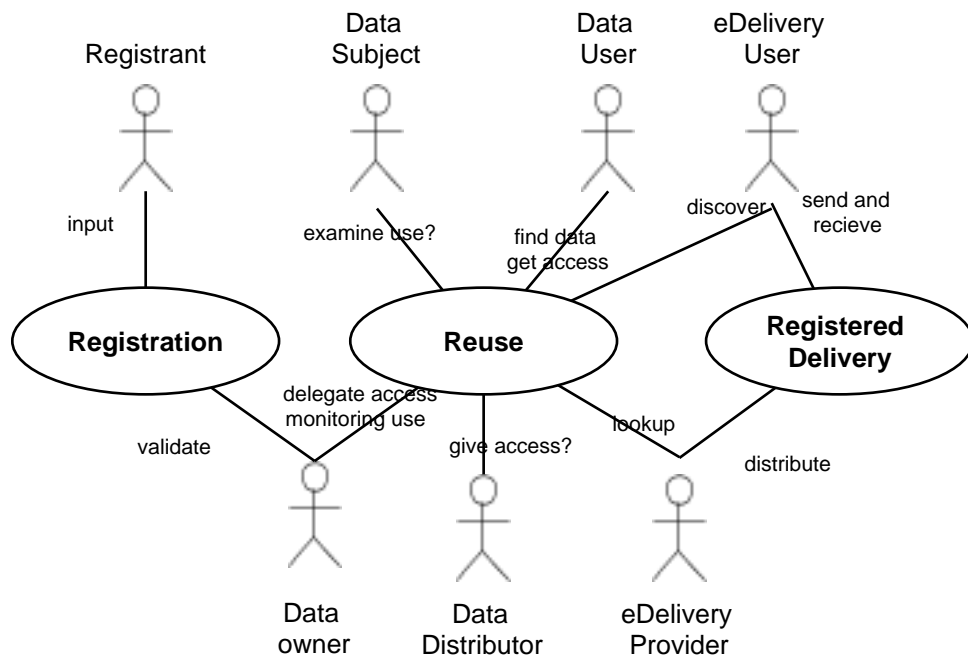 Registrant
Data
Subject
Data
User
eDelivery
User
input
examine use?
find data
get access
discover
send and
recieve
Registration
Reuse
Registered
Delivery
validate
delegate access
monitoring use
give access?
lookup
distribute
Data
owner
Data
Distributor
eDelivery
Provider